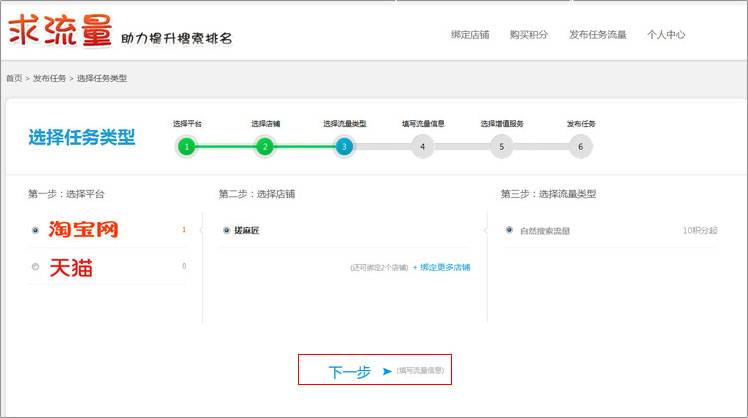 求流量 助力提升搜索排名
绑定店铺 购买积分 发布任务流量 个人中心
首页 > 发布任务 > 选择任务类型
选择任务类型
选择平台 选择店铺 选择流量类型 填写流量信息 选择增值服务 发布任务
1 2 3 4 5 6
第一步：选择平台 第二步：选择店铺 第三步：选择流量类型
淘宝网 1 搓麻匠 自然搜索流量 10积分起
天猫 0 (还可绑定2个店铺) + 绑定更多店铺
下一步 (填写流量信息)